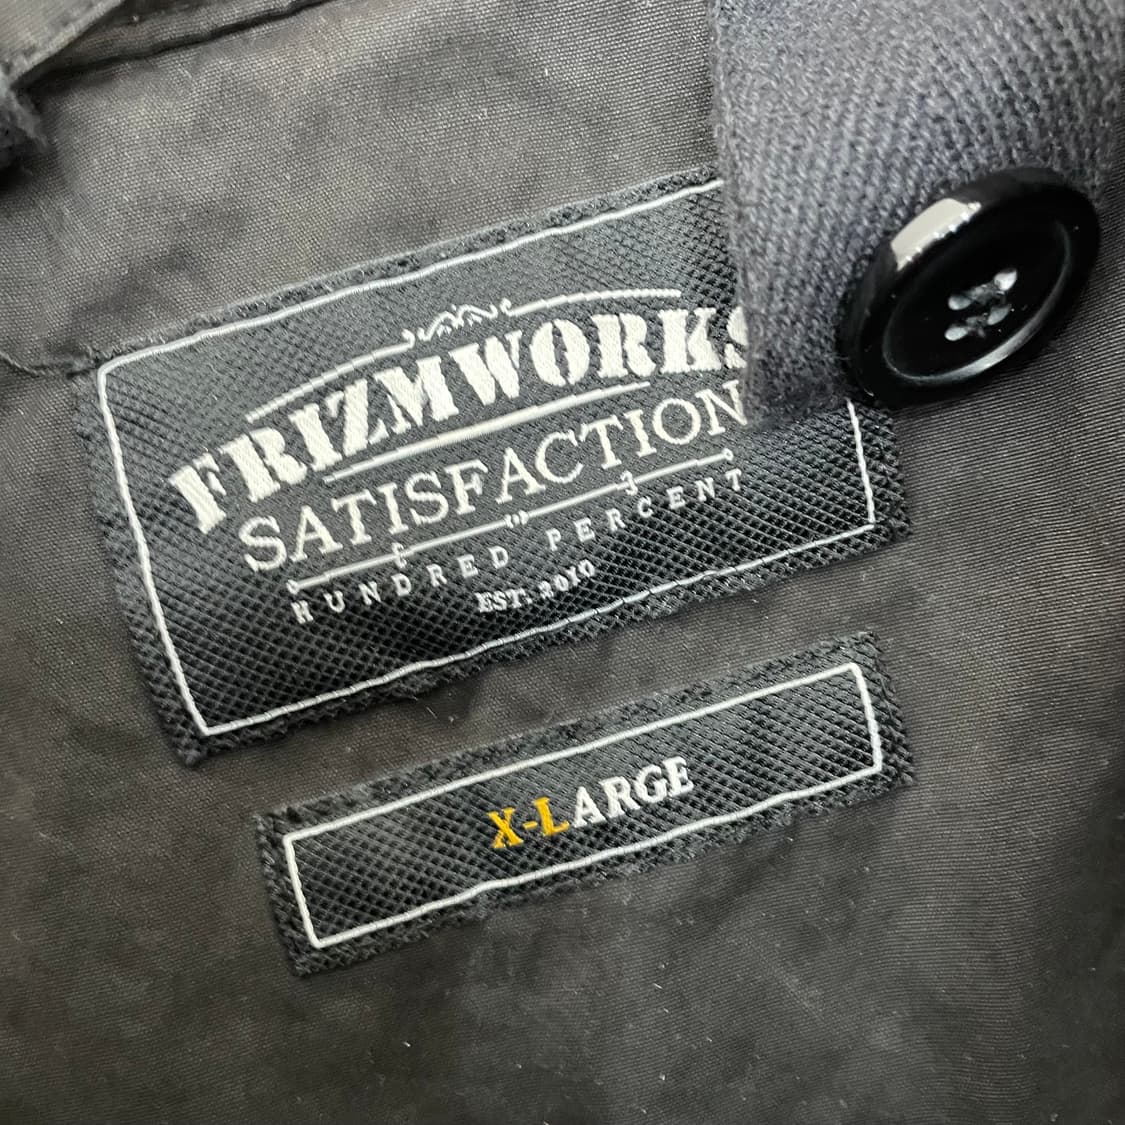 FRIZMWORKS
SATISFACTION
HUNDRED PERCENT
EST. 2010
X-LARGE